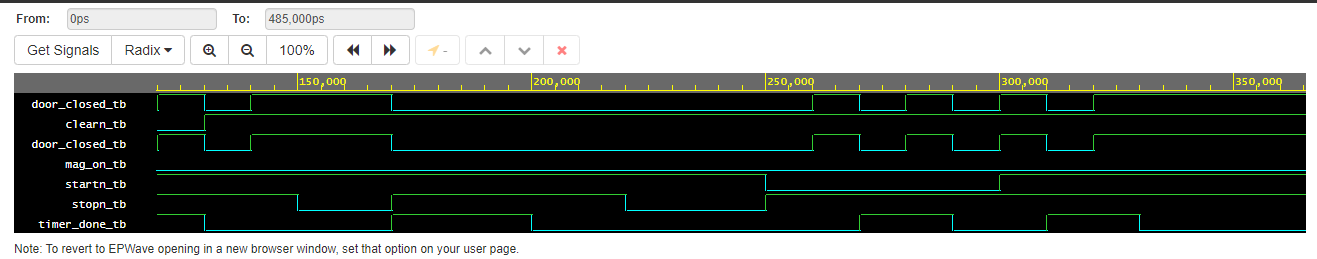 From: 0ps To: 485,000ps
Get Signals Radix 100% -
150,000 200,000 250,000 300,000 350,000
door_closed_tb
clearn_tb
door_closed_tb
mag_on_tb
startn_tb
stopn_tb
timer_done_tb
Note: To revert to EPWave opening in a new browser window, set that option on your user page.